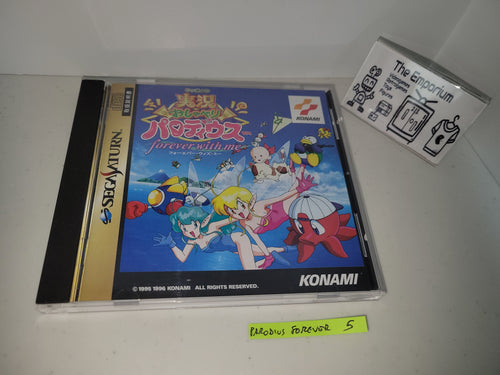 実況
おしゃべり
パロディウス
forever with me
フォーエバー・ウィズ・ミー
KONAMI
SEGA SATURN
©1995 1996 KONAMI ALL RIGHTS RESERVED.
KONAMI
PARODIUS FOREVER 5
The Emporium